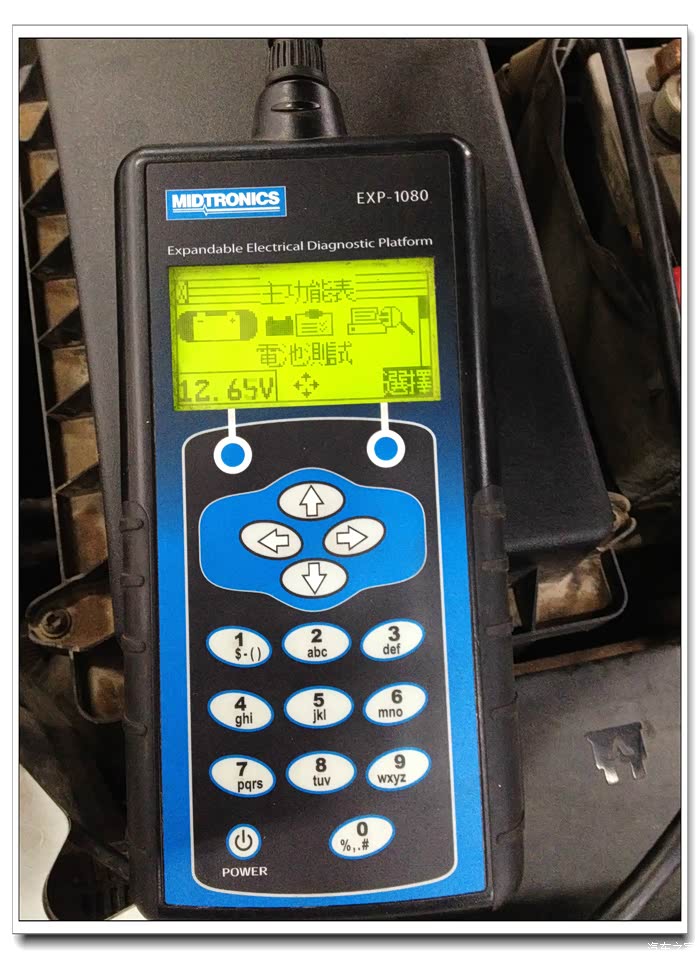 MIDTRONICS
EXP-1080
Expandable Electrical Diagnostic Platform
主功能表
電池測試
12.65V 選擇
1 2 3
$-() abc def
4 5 6
ghi jkl mno
7 8 9
pqrs tuv wxyz
0
%,.#
POWER